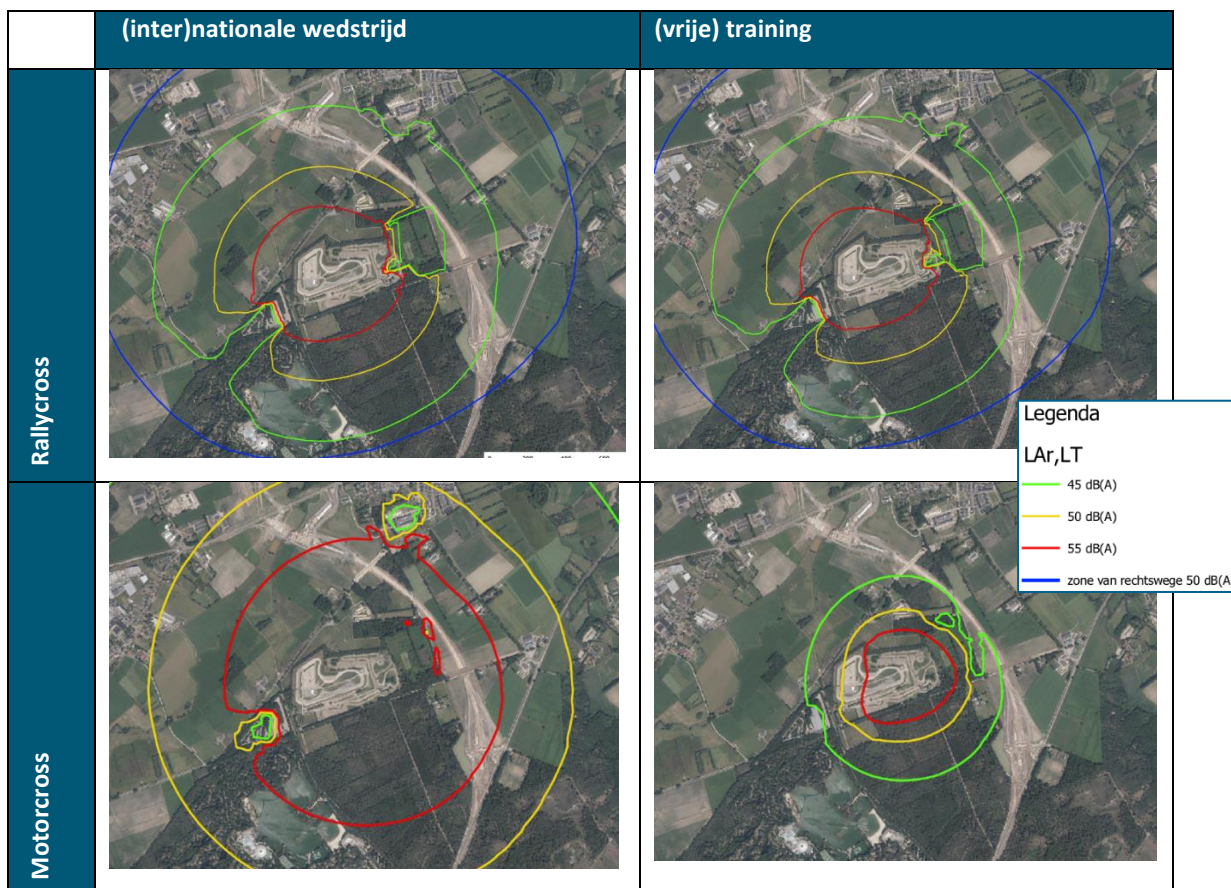 (inter)nationale wedstrijd
(vrije) training
Rallycross
Legenda
LAr,LT
45 dB(A)
50 dB(A)
55 dB(A)
zone van rechtswege 50 dB(A
Motorcross